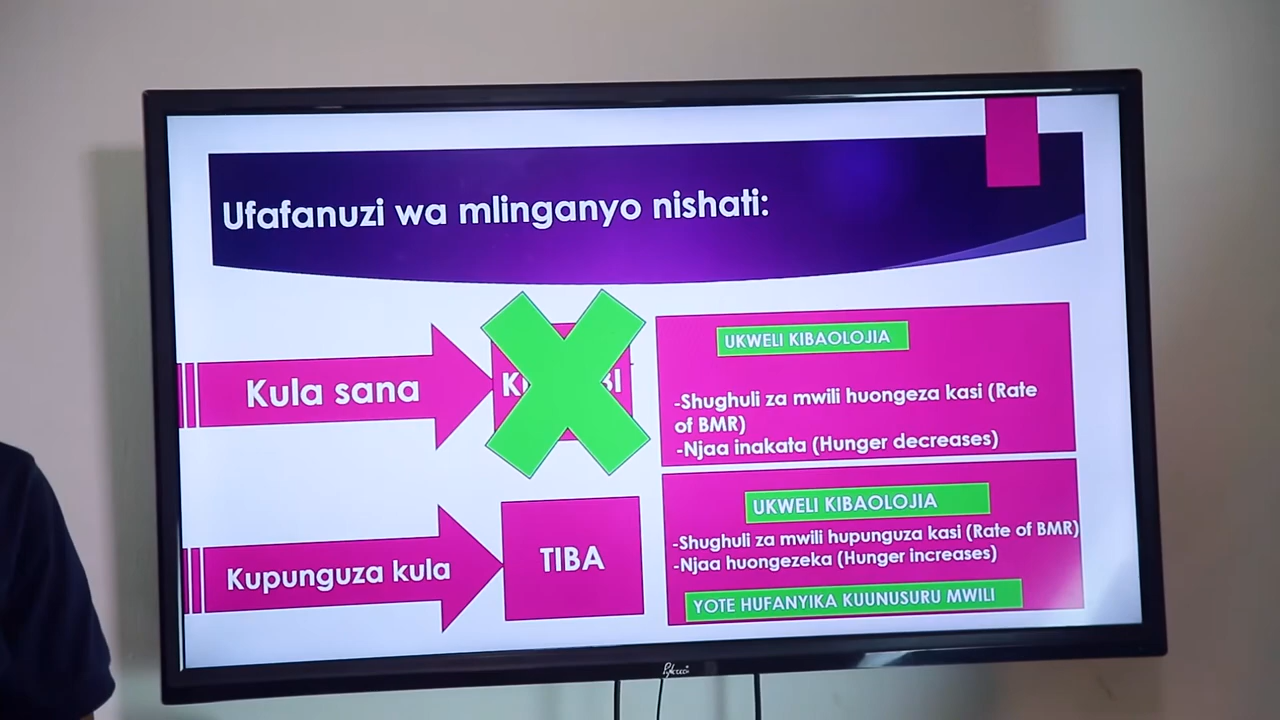 Ufafanuzi wa mlinganyo nishati:
Kula sana
UKWELI KIBAOLOJIA
-Shughuli za mwili huongeza kasi (Rate
of BMR)
-Njaa inakata (Hunger decreases)
Kupunguza kula
TIBA
UKWELI KIBAOLOJIA
-Shughuli za mwili hupunguza kasi (Rate of BMR)
-Njaa huongezeka (Hunger increases)
YOTE HUFANYIKA KUUNUSURU MWILI